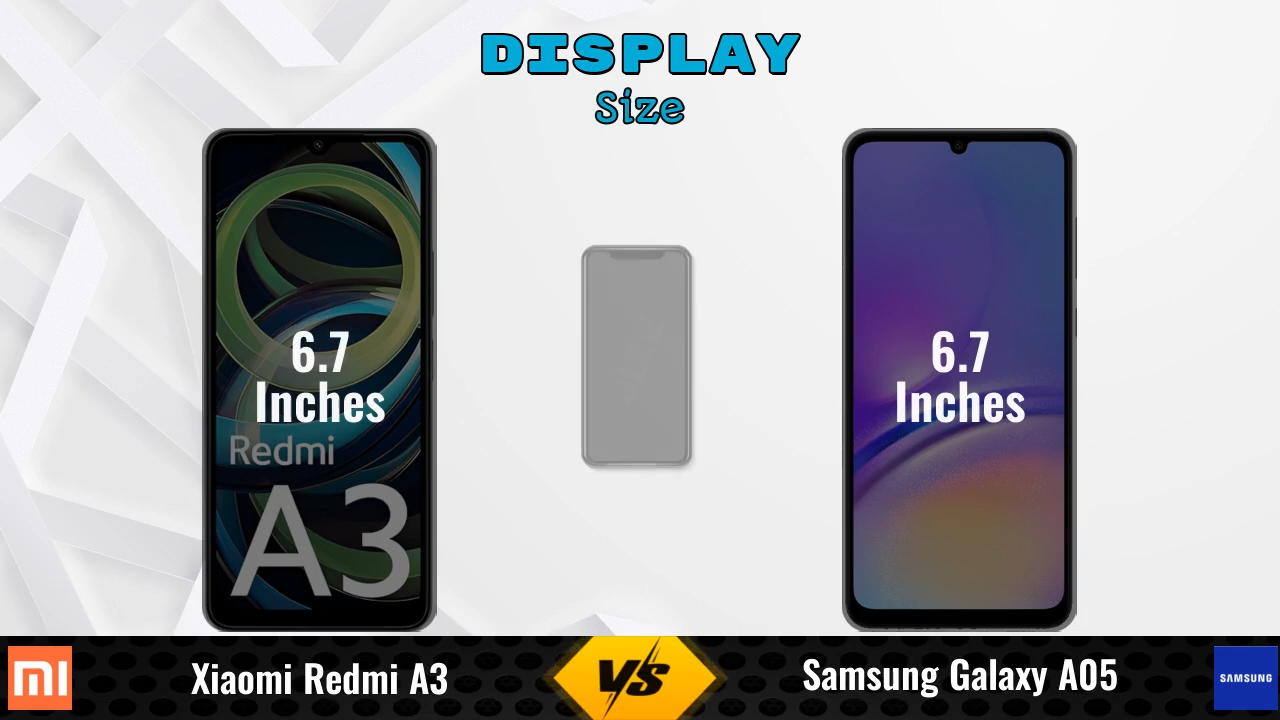 DISPLAY
Size
6.7
Inches
Redmi
A3
6.7
Inches
Xiaomi Redmi A3
VS
Samsung Galaxy A05
SAMSUNG